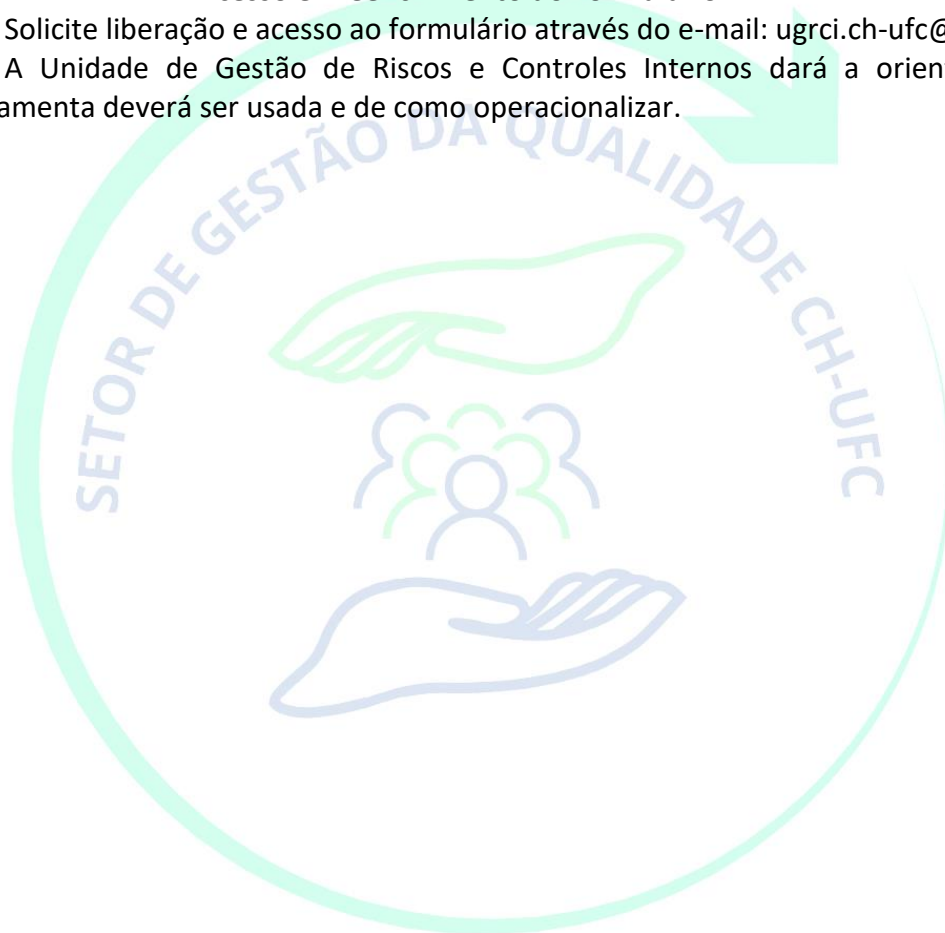 Solicite liberação e acesso ao formulário através do e-mail: ugrci.ch-ufc@
A Unidade de Gestão de Riscos e Controles Internos dará a orient
amenta deverá ser usada e de como operacionalizar.
SETOR DE GESTÃO DA QUALIDADE CH-UFC